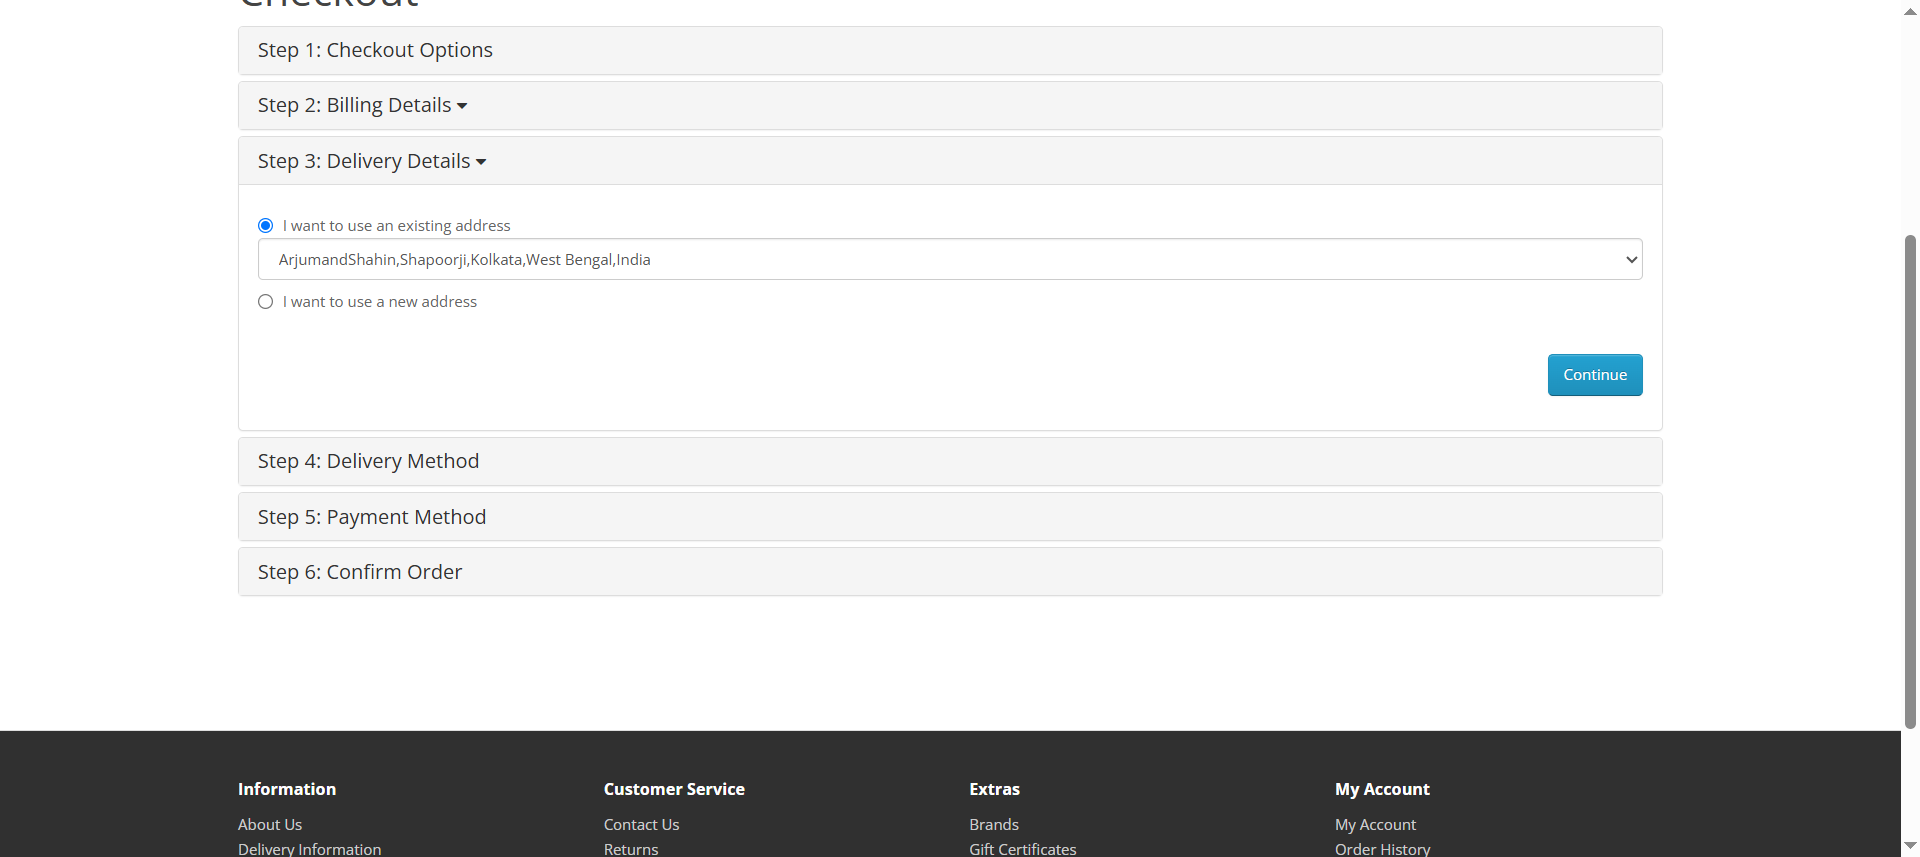 Checkout
Step 1: Checkout Options
Step 2: Billing Details
Step 3: Delivery Details
I want to use an existing address
ArjumandShahin,Shapoorji,Kolkata,West Bengal,India
I want to use a new address
Continue
Step 4: Delivery Method
Step 5: Payment Method
Step 6: Confirm Order
Information
Customer Service
Extras
My Account
About Us
Contact Us
Brands
My Account
Delivery Information
Returns
Gift Certificates
Order History